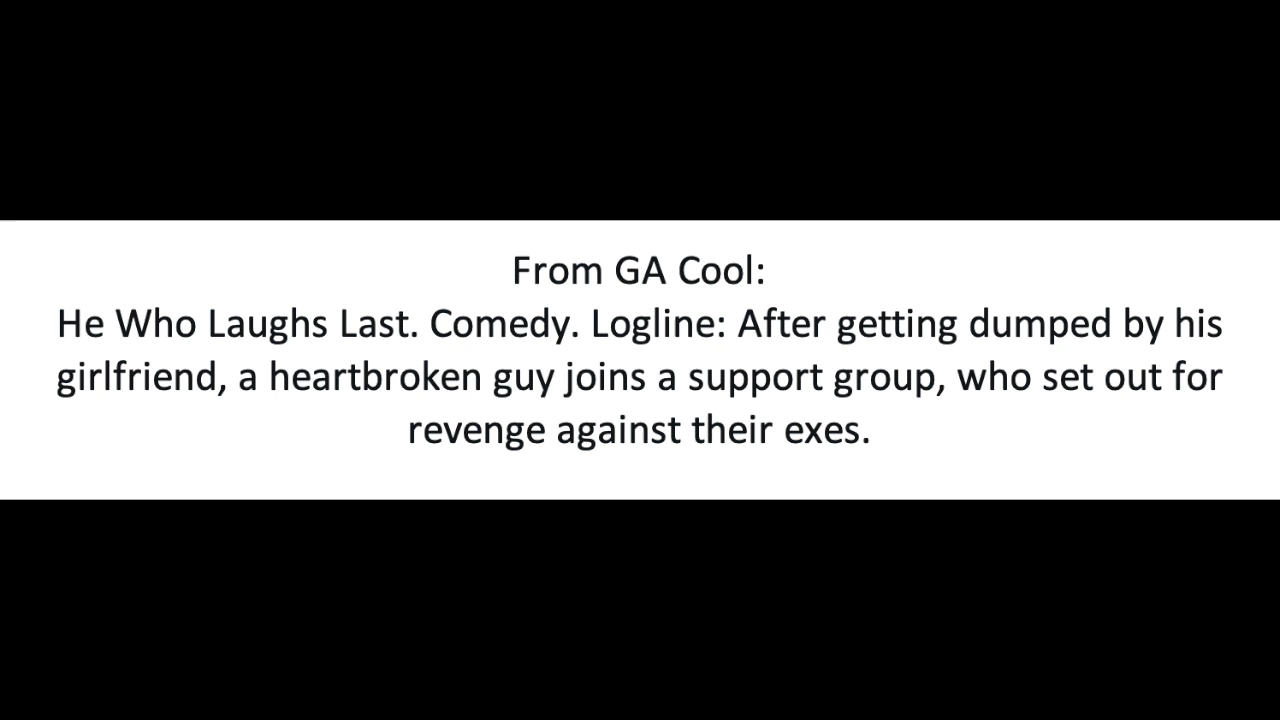 From GA Cool:
He Who Laughs Last. Comedy. Logline: After getting dumped by his
girlfriend, a heartbroken guy joins a support group, who set out for
revenge against their exes.